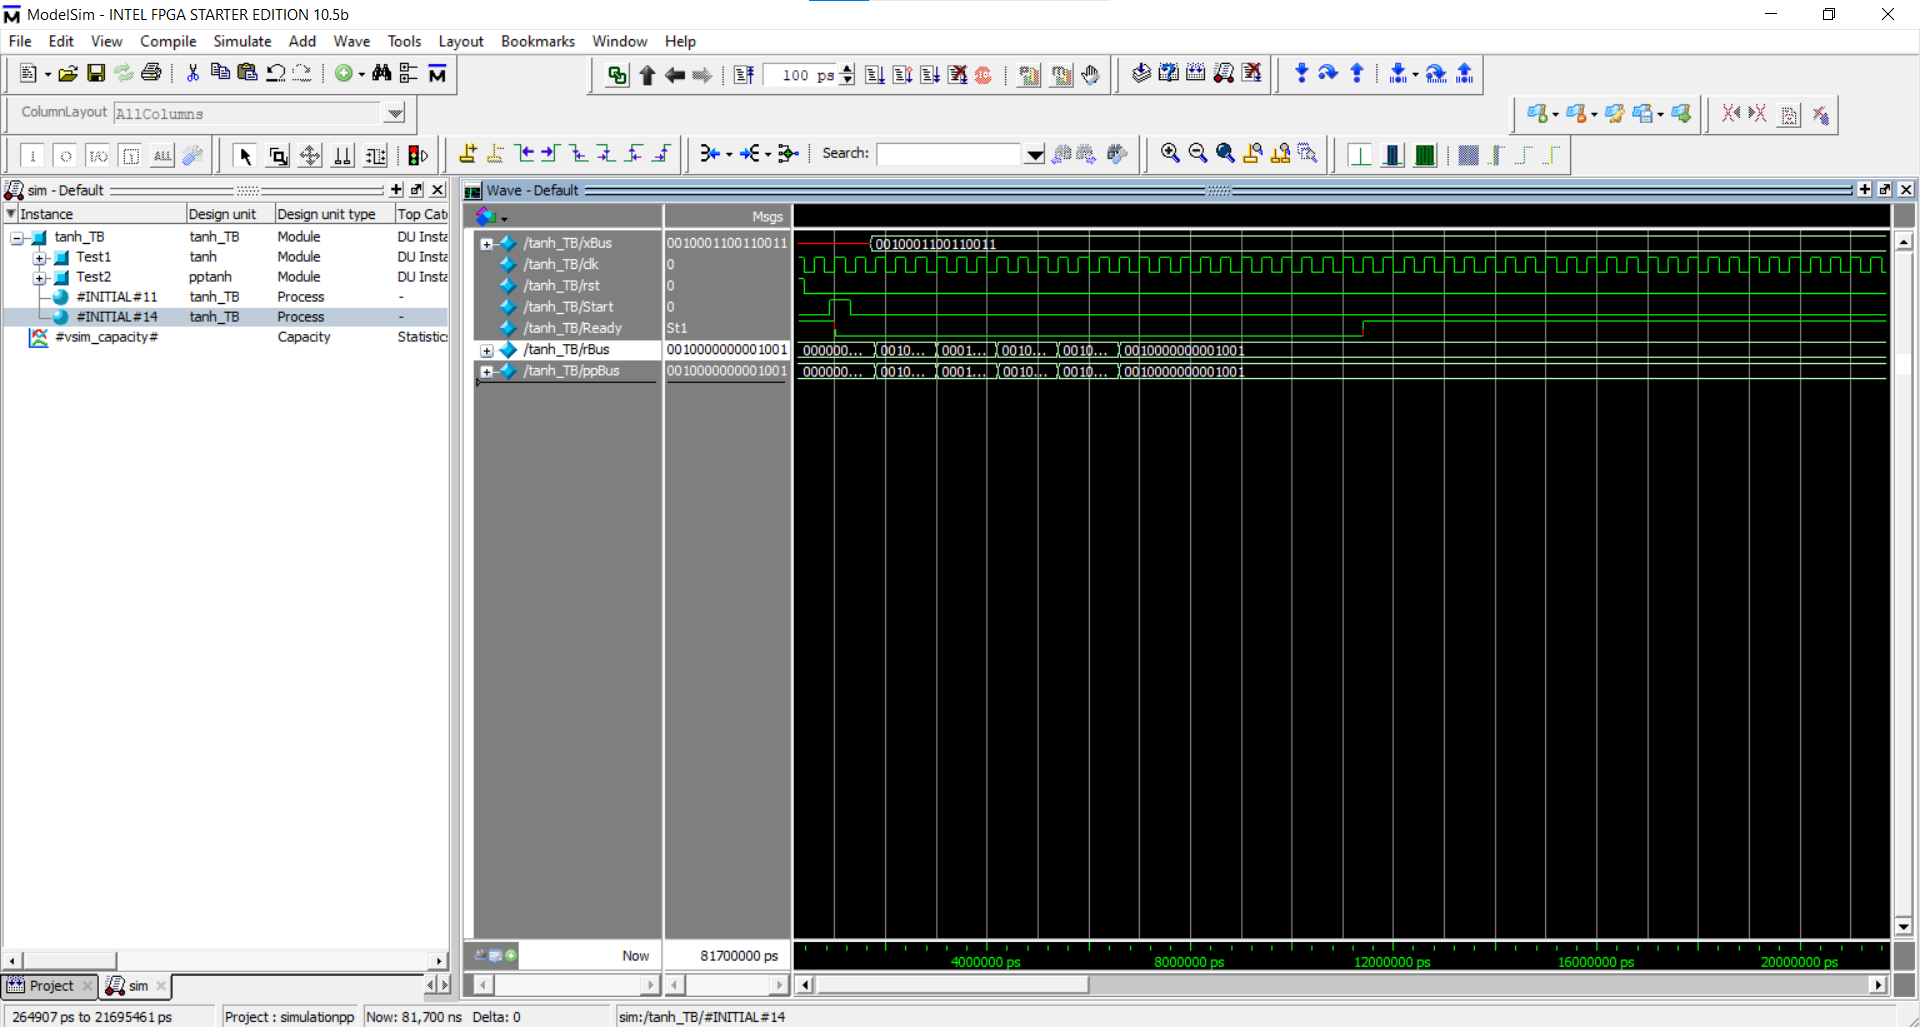 ModelSim - INTEL FPGA STARTER EDITION 10.5b
File Edit View Compile Simulate Add Wave Tools Layout Bookmarks Window Help
100 ps
ColumnLayout AllColumns
Search:
sim - Default
Instance Design unit Design unit type Top Cat
tanh_TB tanh_TB Module DU Insta
Test1 tanh Module DU Insta
Test2 pptanh Module DU Insta
#INITIAL#11 tanh_TB Process -
#INITIAL#14 tanh_TB Process -
#vsim_capacity# Capacity Statistic
Wave - Default
Msgs
/tanh_TB/xBus 0010001100110011 0010001100110011
/tanh_TB/clk 0
/tanh_TB/rst 0
/tanh_TB/Start 0
/tanh_TB/Ready St1
/tanh_TB/rBus 0010000000001001 000000... 0010... 0001... 0010... 0010... 0010000000001001
/tanh_TB/ppBus 0010000000001001 000000... 0010... 0001... 0010... 0010... 0010000000001001
Now 81700000 ps
4000000 ps 8000000 ps 12000000 ps 16000000 ps 20000000 ps
Project sim
264907 ps to 21695461 ps Project : simulationpp Now: 81,700 ns Delta: 0 sim:/tanh_TB/#INITIAL#14